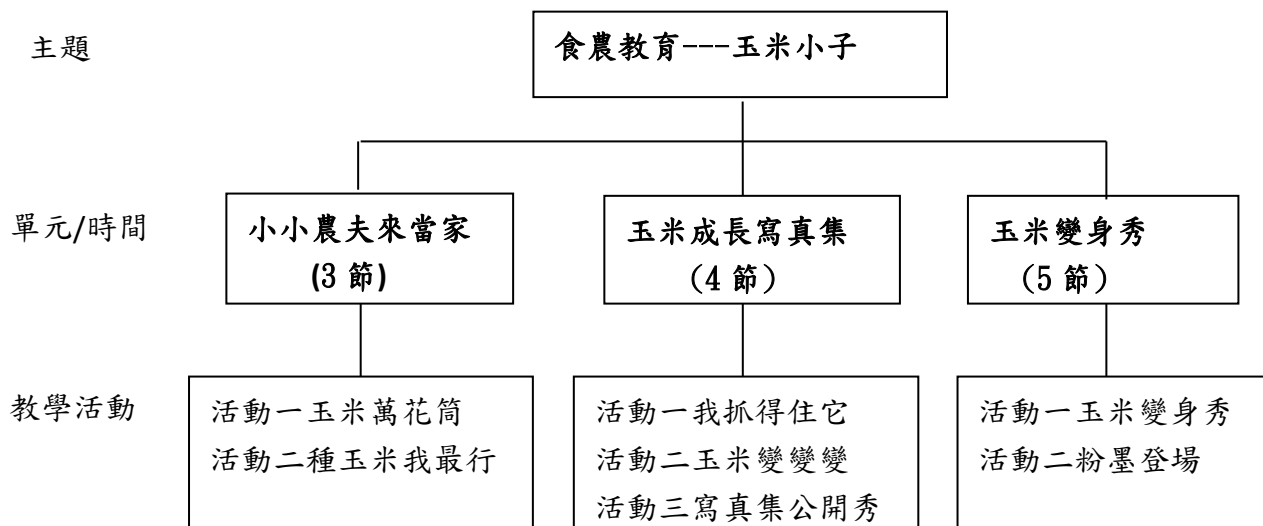 主題
食農教育---玉米小子
單元/時間
小小農夫來當家
(3 節)
玉米成長寫真集
(4 節)
玉米變身秀
(5 節)
教學活動
活動一玉米萬花筒
活動二種玉米我最行
活動一我抓得住它
活動二玉米變變變
活動三寫真集公開秀
活動一玉米變身秀
活動二粉墨登場